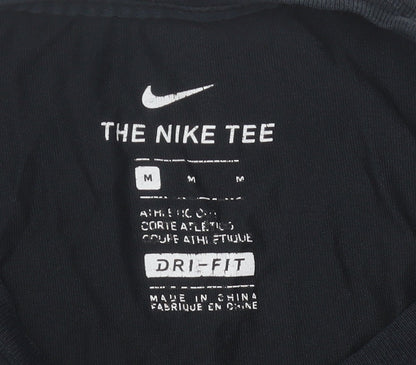 THE NIKE TEE
M M M
ATHLETIC CUT
CORTE ATLÉTICO
COUPE ATHLÉTIQUE
DRI-FIT
MADE IN CHINA
FABRIQUÉ EN CHINE